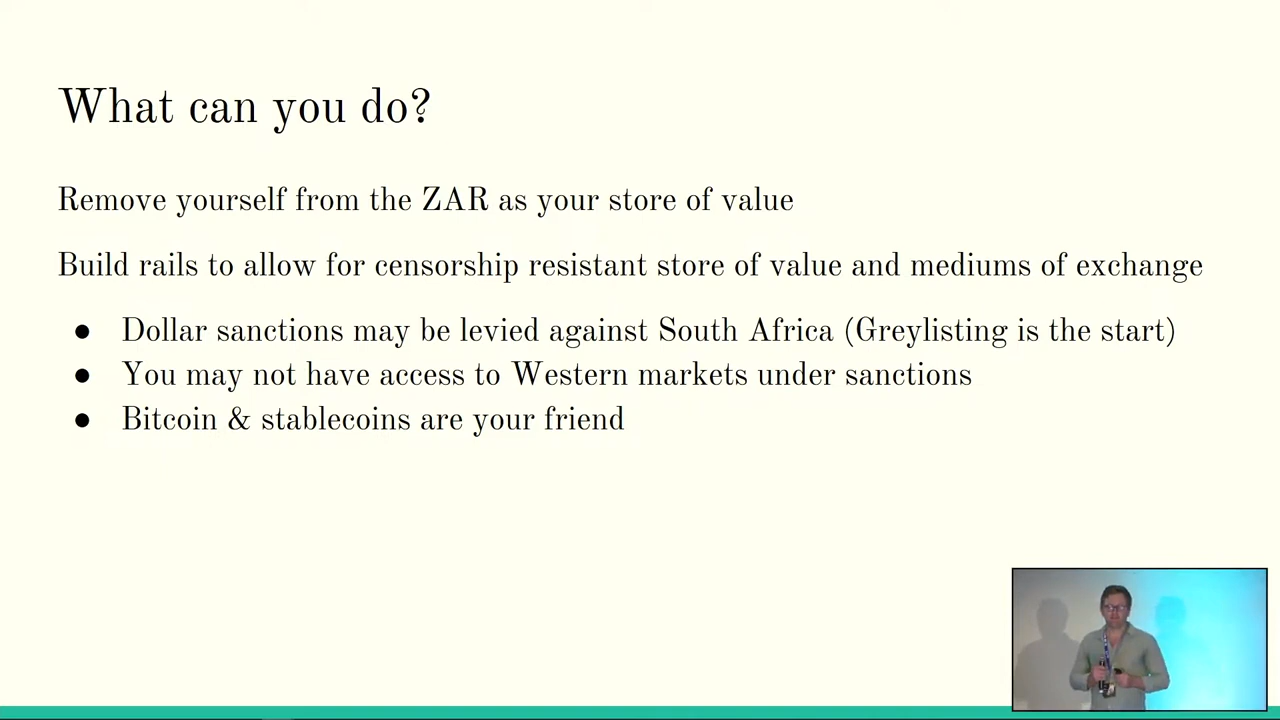 What can you do?
Remove yourself from the ZAR as your store of value
Build rails to allow for censorship resistant store of value and mediums of exchange
● Dollar sanctions may be levied against South Africa (Greylisting is the start)
● You may not have access to Western markets under sanctions
● Bitcoin & stablecoins are your friend